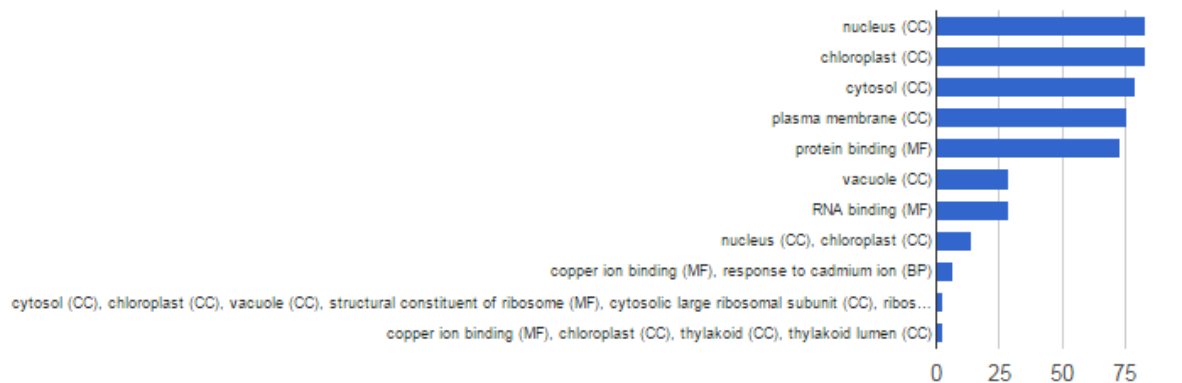 nucleus (CC)
chloroplast (CC)
cytosol (CC)
plasma membrane (CC)
protein binding (MF)
vacuole (CC)
RNA binding (MF)
nucleus (CC), chloroplast (CC)
copper ion binding (MF), response to cadmium ion (BP)
cytosol (CC), chloroplast (CC), vacuole (CC), structural constituent of ribosome (MF), cytosolic large ribosomal subunit (CC), ribos...
copper ion binding (MF), chloroplast (CC), thylakoid (CC), thylakoid lumen (CC)
0 25 50 75